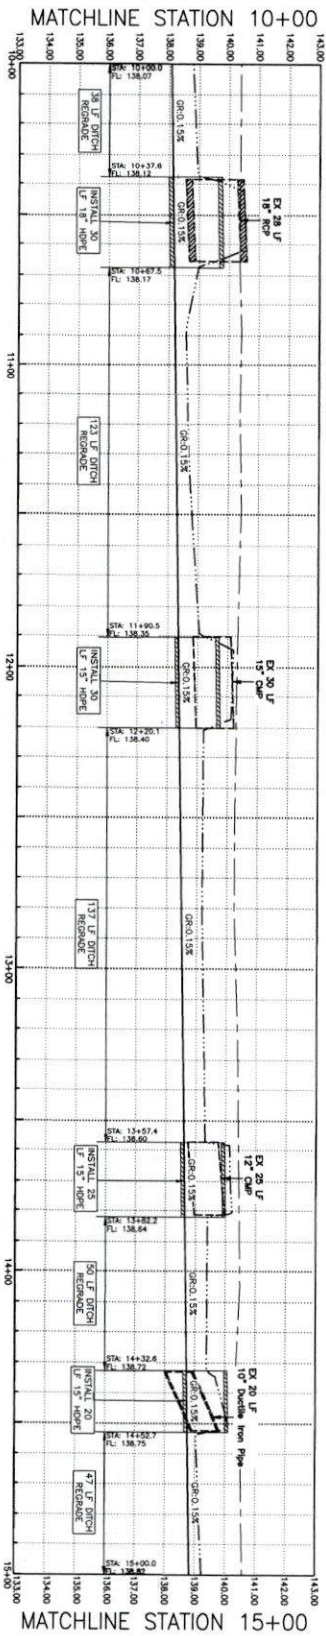 MATCHLINE STATION 10+00
143.00
142.00
141.00
140.00
139.00
138.00
137.00
136.00
135.00
134.00
133.00
10+00
STA: 10+00.0
FL: 138.07
38 LF DITCH
REGRADE
GR:0.15%
STA: 10+37.6
FL: 138.12
EX 28 LF
18" RCP
GR:0.15%
INSTALL 30
LF 18" HDPE
STA: 10+67.5
FL: 138.17
11+00
GR:0.15%
123 LF DITCH
REGRADE
STA: 11+90.5
FL: 138.35
12+00
EX 30 LF
15" CMP
GR:0.15%
INSTALL 30
LF 15" HDPE
STA: 12+20.1
FL: 138.40
GR:0.15%
137 LF DITCH
REGRADE
13+00
STA: 13+57.4
FL: 138.60
EX 25 LF
12" CMP
GR:0.15%
INSTALL 25
LF 15" HDPE
STA: 13+82.2
FL: 138.64
14+00
GR:0.15%
50 LF DITCH
REGRADE
STA: 14+32.6
FL: 138.72
EX 20 LF
10" Ductile Iron Pipe
GR:0.15%
INSTALL 20
LF 15" HDPE
STA: 14+52.7
FL: 138.75
GR:0.15%
47 LF DITCH
REGRADE
STA: 15+00.0
FL: 138.82
15+00
143.00
142.00
141.00
140.00
139.00
138.00
137.00
136.00
135.00
134.00
133.00
MATCHLINE STATION 15+00